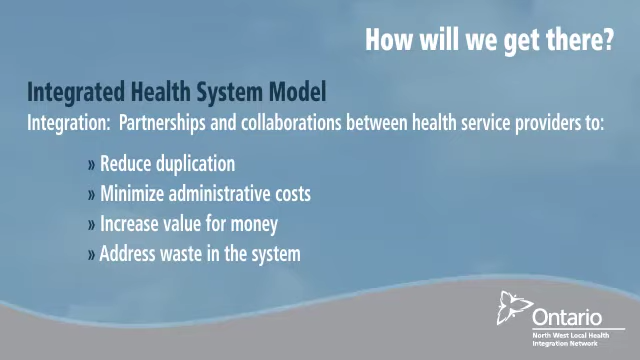 How will we get there?
Integrated Health System Model
Integration:  Partnerships and collaborations between health service providers to:
» Reduce duplication
» Minimize administrative costs
» Increase value for money
» Address waste in the system
Ontario
North West Local Health
Integration Network